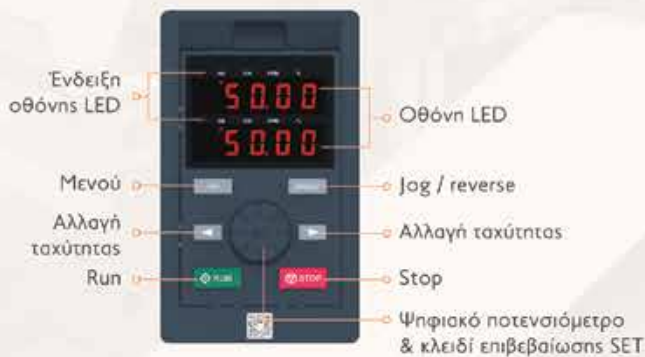 Ένδειξη
οθόνης LED
50.00
50.00
Οθόνη LED
Μενού
Jog / reverse
Αλλαγή
ταχύτητας
Αλλαγή ταχύτητας
Run
RUN
STOP
Stop
Ψηφιακό ποτενσιόμετρο
& κλειδί επιβεβαίωσης SET